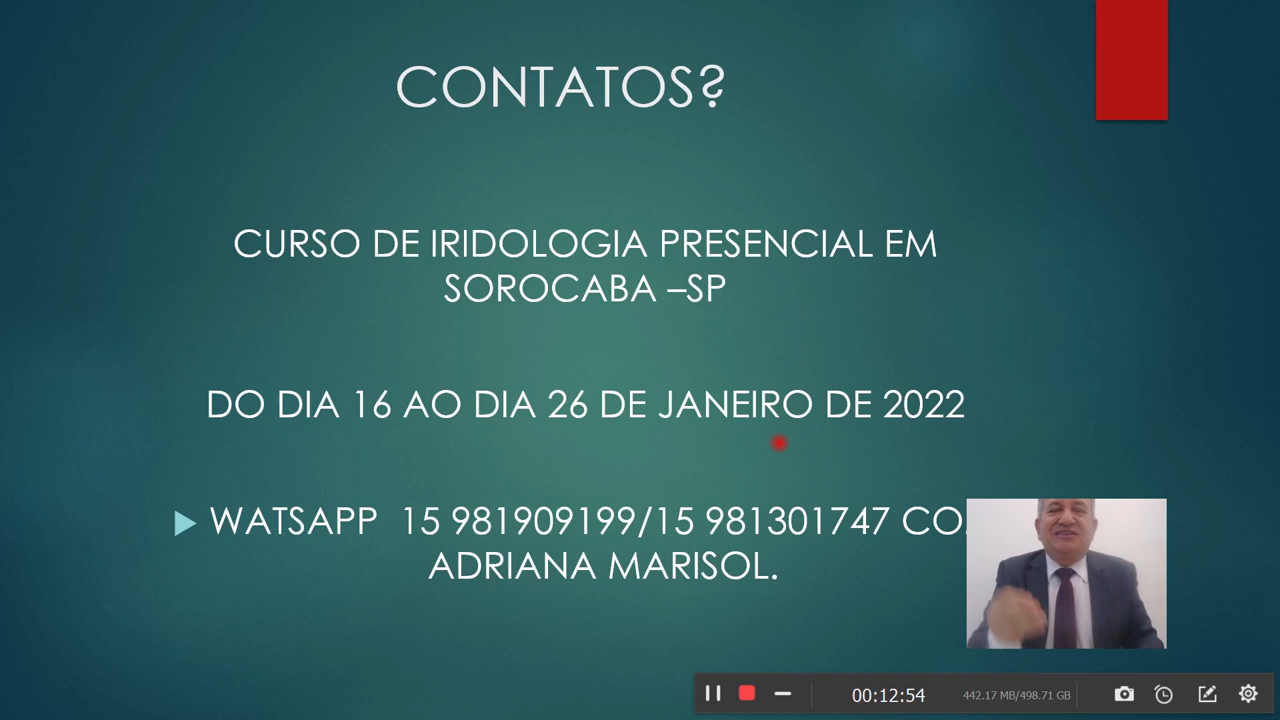 CONTATOS?
CURSO DE IRIDOLOGIA PRESENCIAL EM
SOROCABA –SP
DO DIA 16 AO DIA 26 DE JANEIRO DE 2022
WATSAPP 15 981909199/15 981301747
ADRIANA MARISOL.
00:12:54
442.17 MB/498.71 GB